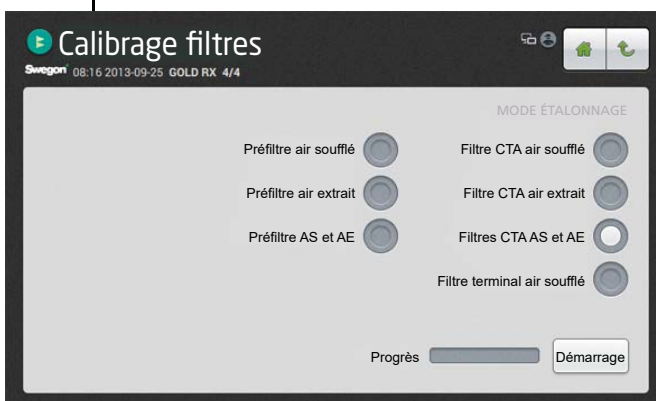 Calibrage filtres
Swegon 08:16 2013-09-25 GOLD RX 4/4
MODE ÉTALONNAGE
Préfiltre air soufflé
Filtre CTA air soufflé
Préfiltre air extrait
Filtre CTA air extrait
Préfiltre AS et AE
Filtres CTA AS et AE
Filtre terminal air soufflé
Progrès
Démarrage